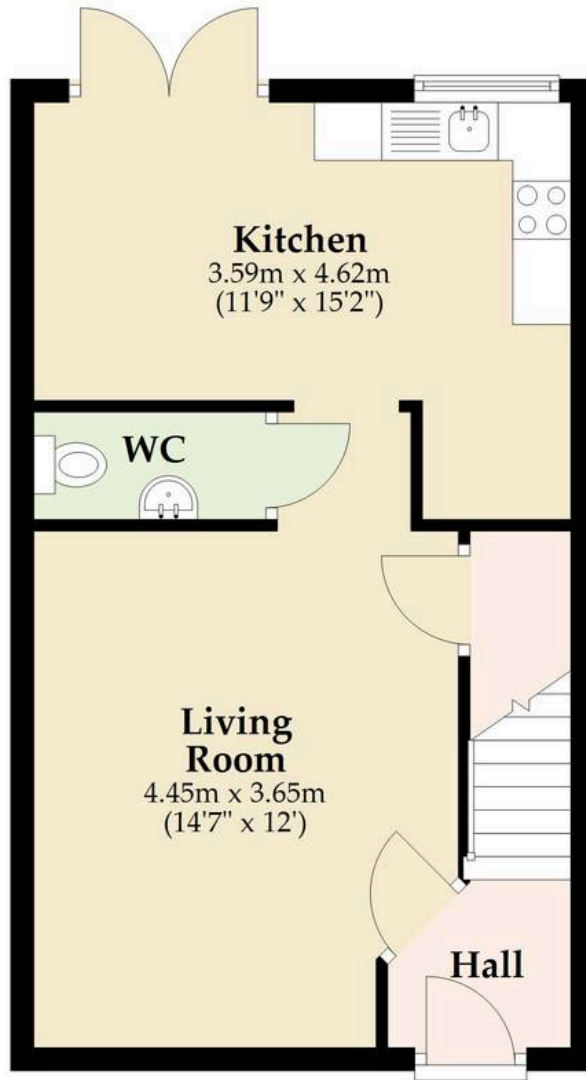 Kitchen
3.59m x 4.62m
(11'9" x 15'2")
WC
Living
Room
4.45m x 3.65m
(14'7" x 12')
Hall